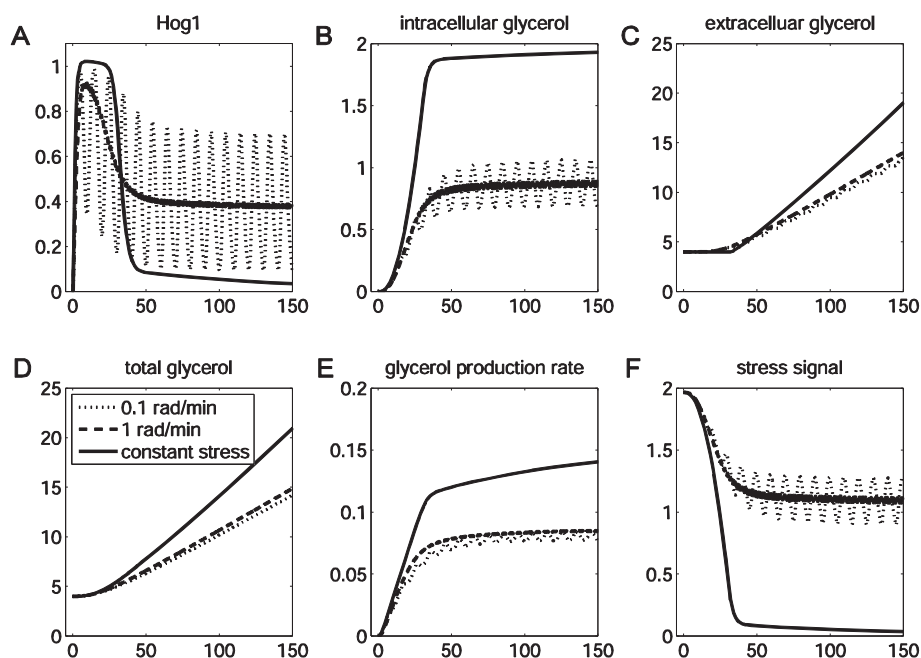 A
Hog1
1
0.8
0.6
0.4
0.2
0
0 50 100 150
B
intracellular glycerol
2
1.5
1
0.5
0
0 50 100 150
C
extracelluar glycerol
25
20
15
10
5
0
0 50 100 150
D
total glycerol
25
20
15
10
5
0
0 50 100 150
0.1 rad/min
1 rad/min
constant stress
E
glycerol production rate
0.2
0.15
0.1
0.05
0
0 50 100 150
F
stress signal
2
1.5
1
0.5
0
0 50 100 150